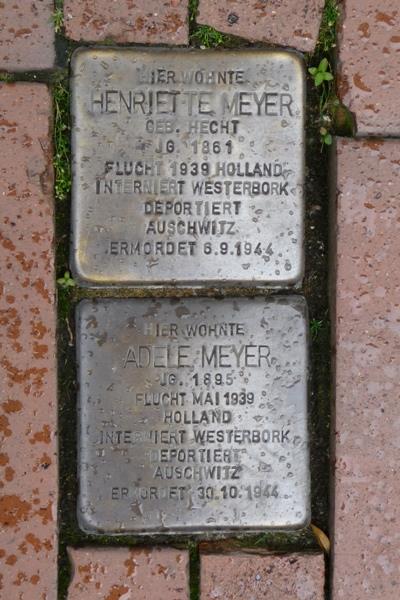 HIER WOHNTE
HENRIETTE MEYER
GEB. HECHT
JG. 1861
FLUCHT 1939 HOLLAND
INTERNIERT WESTERBORK
DEPORTIERT
AUSCHWITZ
ERMORDET 6.9.1944
HIER WOHNTE
ADELE MEYER
JG. 1895
FLUCHT MAI 1939
HOLLAND
INTERNIERT WESTERBORK
DEPORTIERT
AUSCHWITZ
ERMORDET 30.10.1944